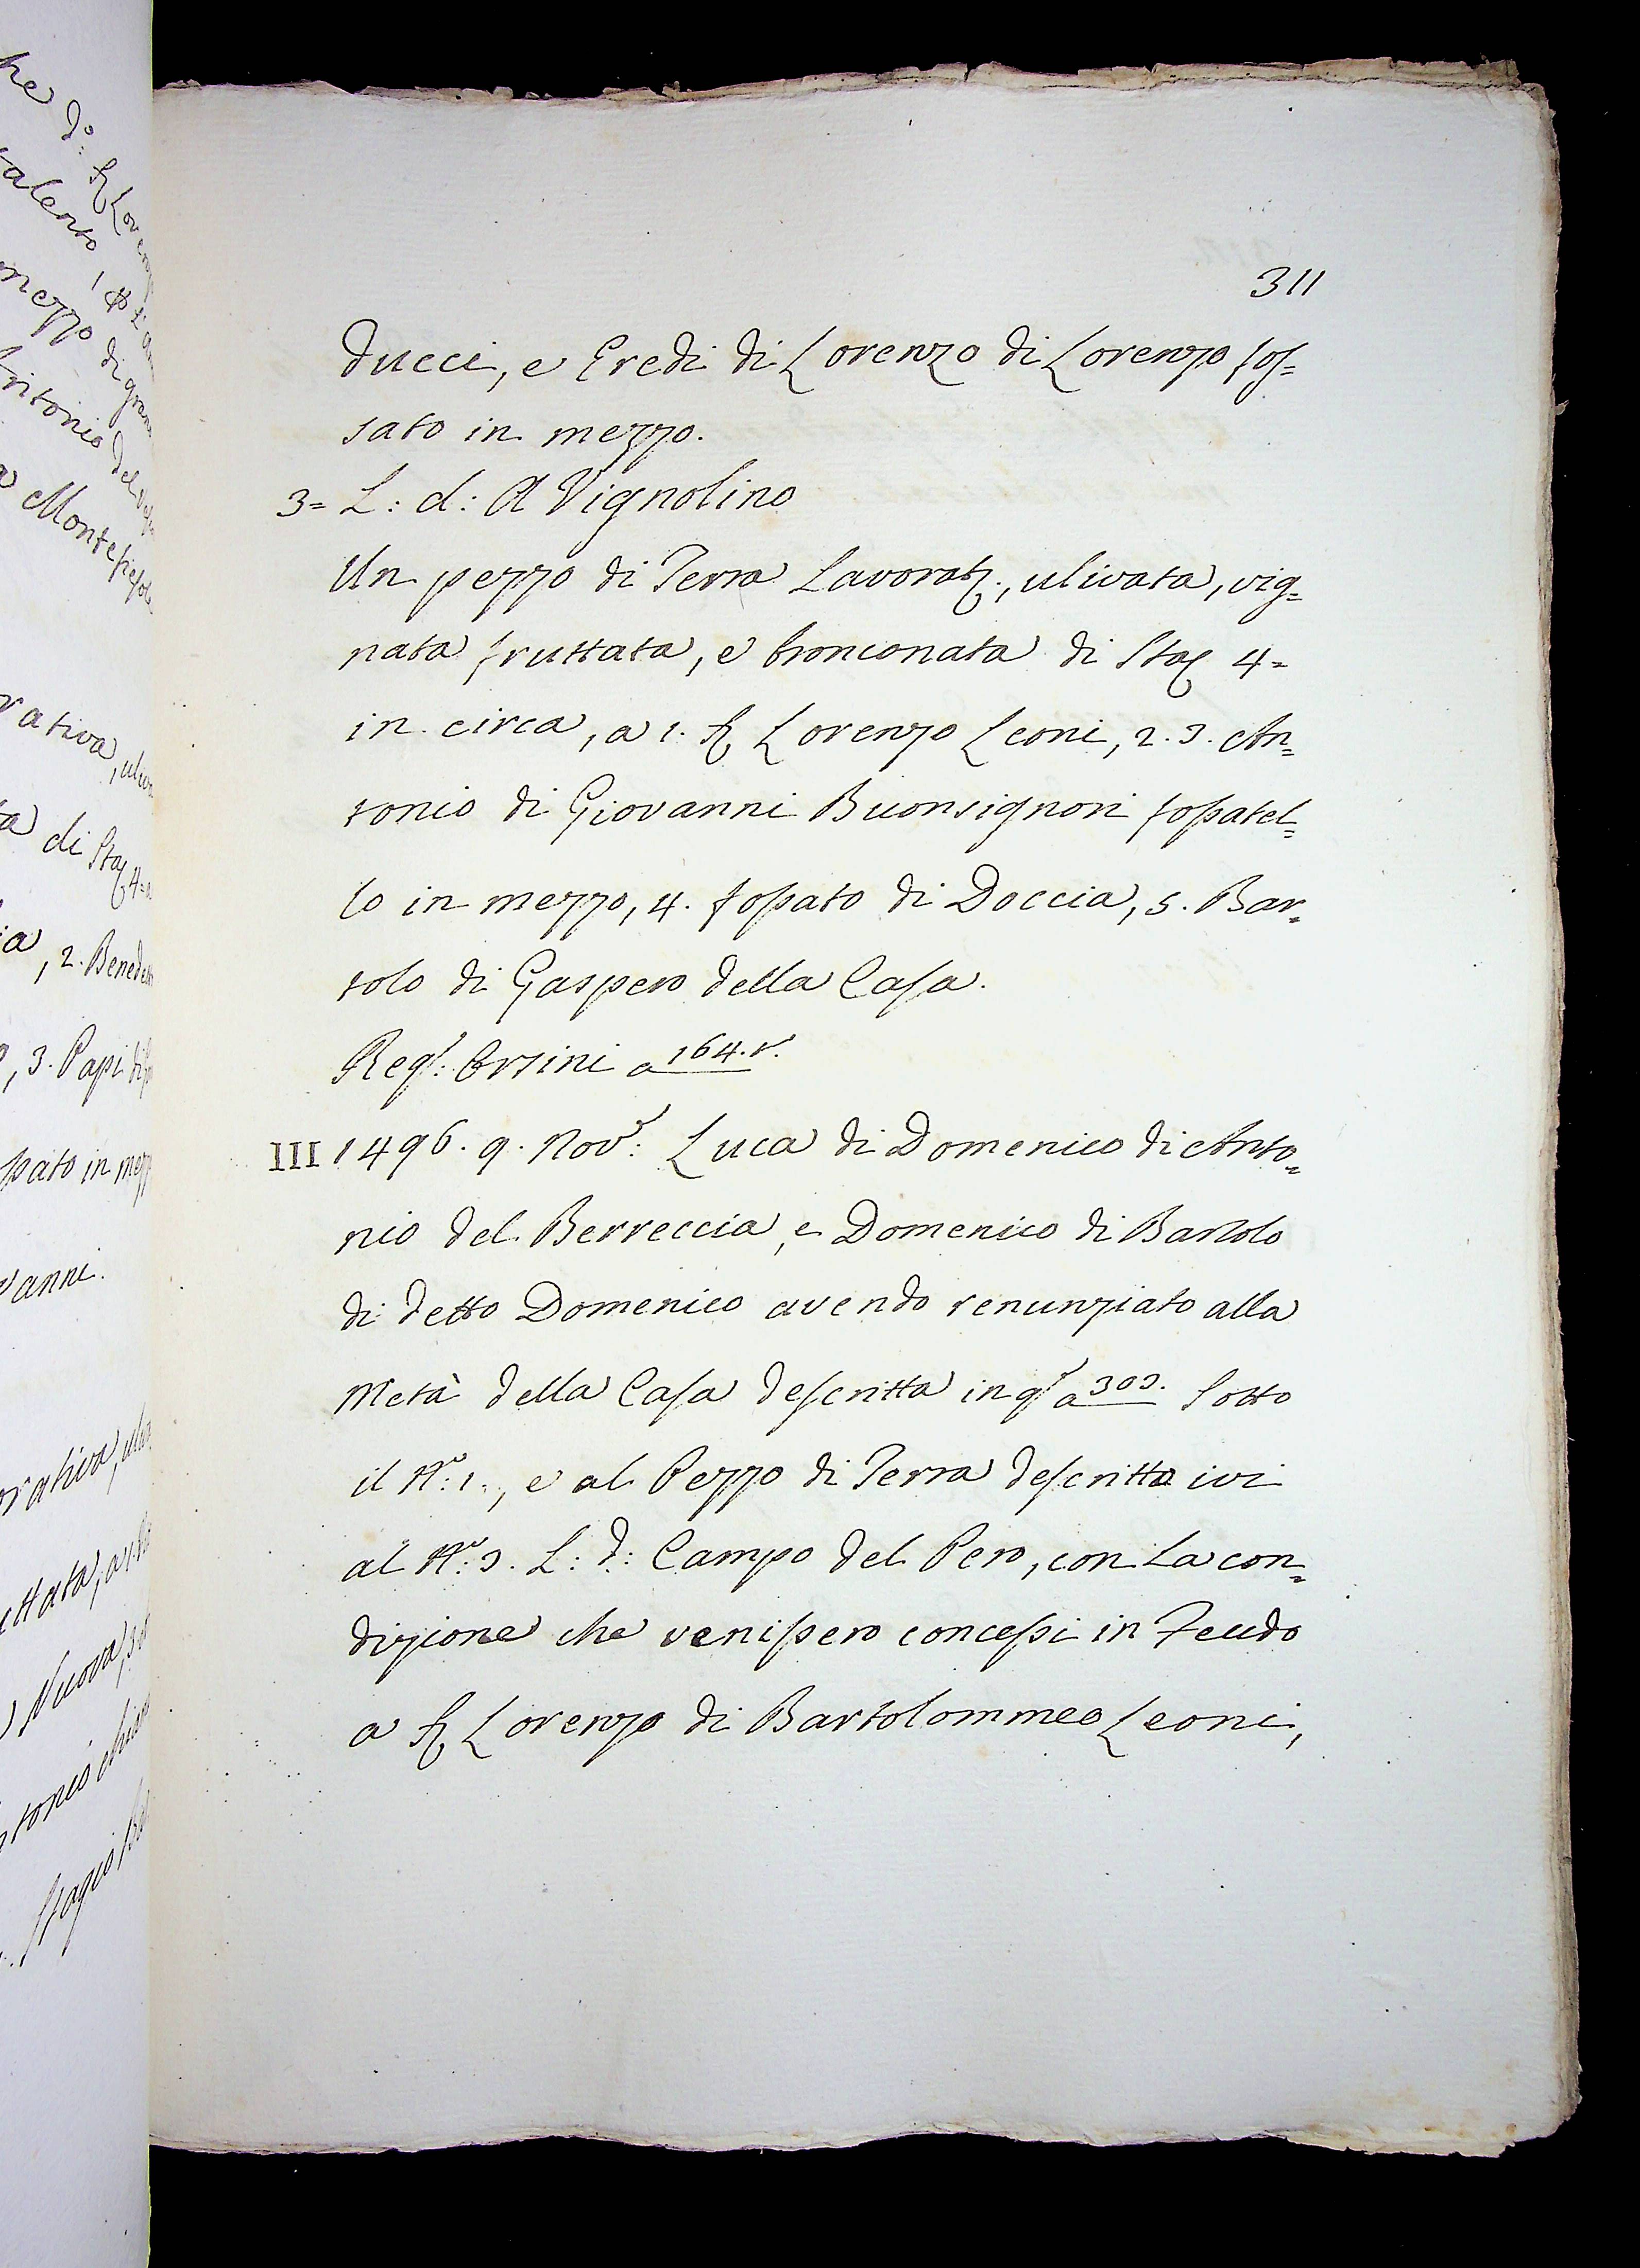 311
ducci, e Eredi di Lorenzo di Lorenzo fos=
sato in mezzo.
3= L: d: A Vignolino
Un pezzo di Terra Lavorat:, ulivata, vig=
nata fruttata, e bronconata di Sta 4=
in circa, a 1. Lorenzo Leoni, 2. 3. An=
tonio di Giovanni Buonsignori fossatel=
lo in mezzo, 4. fossato di Doccia, 5. Bar=
tolo di Gaspero della Casa.
Reg: Orsini a 164. v.
III 1496. 9. Nov: Luca di Domenico di Anto=
nio del Berreccia, e Domenico di Bartolo
di detto Domenico avendo renunziato alla
Metà della Casa descritta in q a 303. sotto
il N: 1., e al Pezzo di Terra descritto ivi
al N: 3. L: d: Campo del Pero, con la con=
dizione che venissero concessi in Feudo
a Lorenzo di Bartolommeo Leoni,